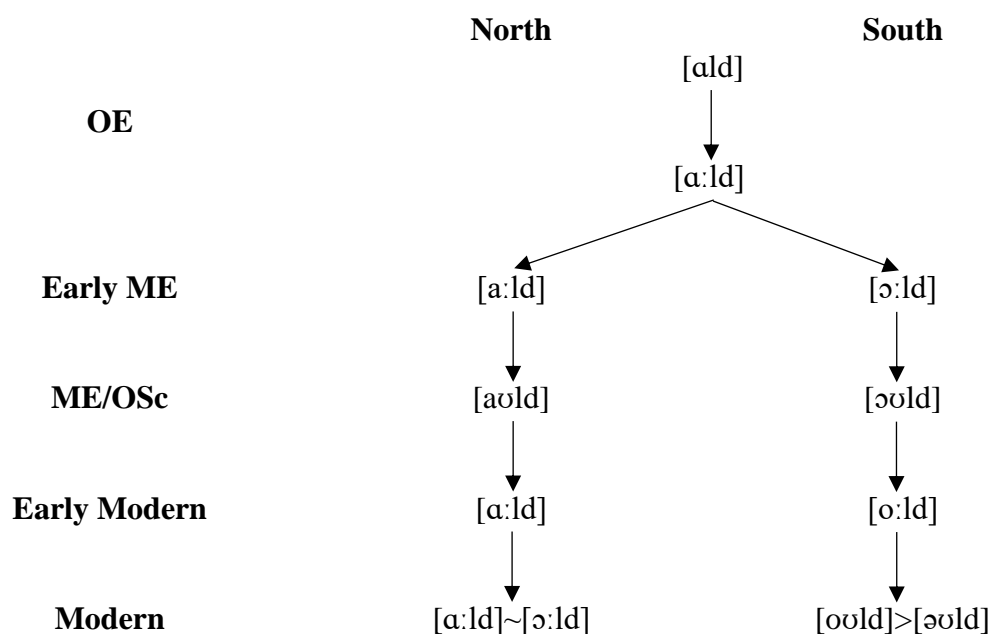 North South
[ɑld]
OE
[ɑːld]
Early ME [aːld] [ɔːld]
ME/OSc [aʊld] [ɔʊld]
Early Modern [ɑːld] [oːld]
Modern [ɑːld]~[ɔːld] [oʊld]>[əʊld]